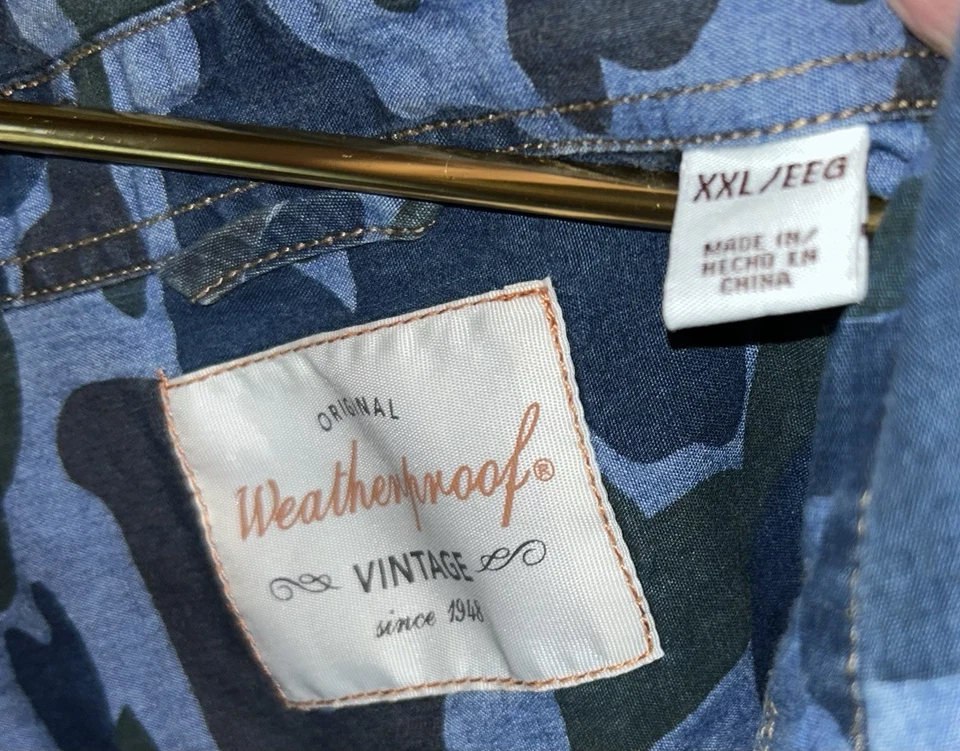 XXL/EEG
MADE IN/
HECHO EN
CHINA
ORIGINAL
Weatherproof®
VINTAGE
since 1948